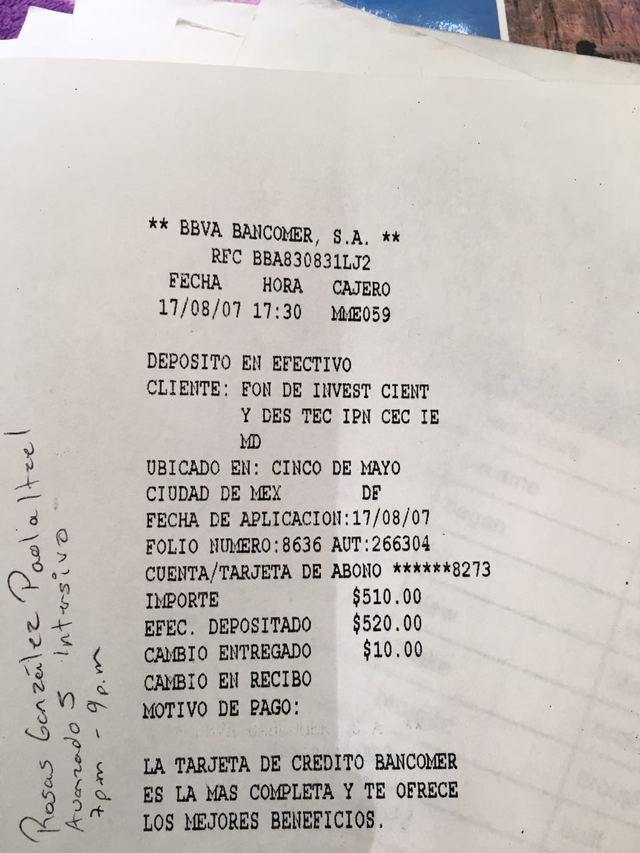 ** BBVA BANCOMER, S.A. **
RFC BBA830831LJ2
FECHA HORA CAJERO
17/08/07 17:30 MME059
DEPOSITO EN EFECTIVO
CLIENTE: FON DE INVEST CIENT
Y DES TEC IPN CEC IE
MD
UBICADO EN: CINCO DE MAYO
CIUDAD DE MEX DF
FECHA DE APLICACION:17/08/07
FOLIO NUMERO:8636 AUT:266304
CUENTA/TARJETA DE ABONO ******8273
IMPORTE $510.00
EFEC. DEPOSITADO $520.00
CAMBIO ENTREGADO $10.00
CAMBIO EN RECIBO
MOTIVO DE PAGO:
LA TARJETA DE CREDITO BANCOMER
ES LA MAS COMPLETA Y TE OFRECE
LOS MEJORES BENEFICIOS.
Rosas González Paola Itzel
Avanzado 5 Intensivo
7pm - 9p.m